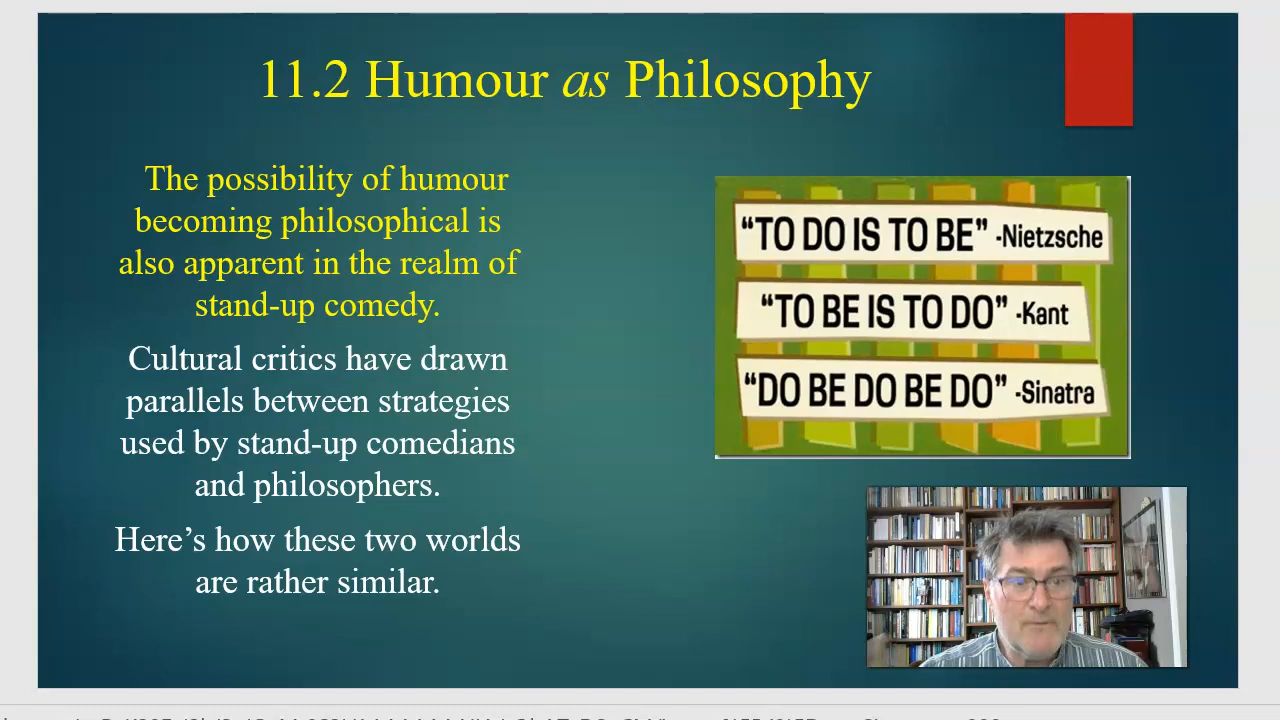 11.2 Humour as Philosophy
The possibility of humour
becoming philosophical is
also apparent in the realm of
stand-up comedy.
Cultural critics have drawn
parallels between strategies
used by stand-up comedians
and philosophers.
Here’s how these two worlds
are rather similar.
“TO DO IS TO BE” -Nietzsche
“TO BE IS TO DO” -Kant
“DO BE DO BE DO” -Sinatra